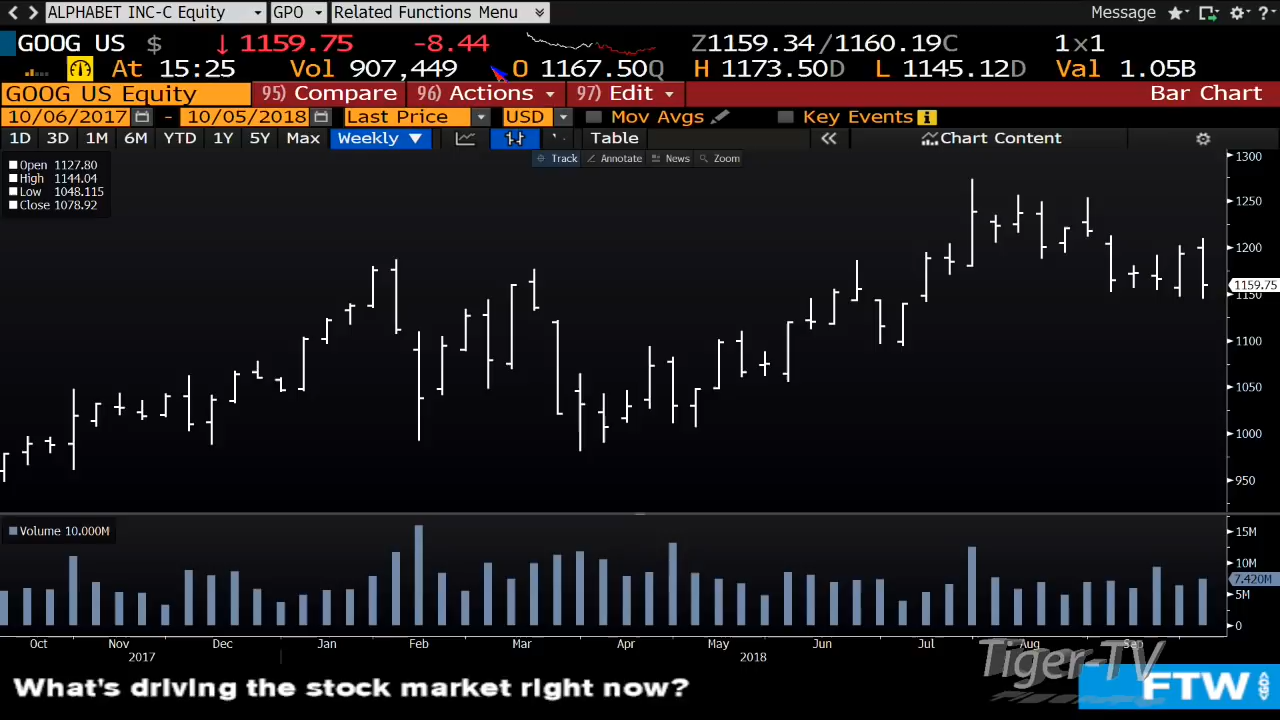 ALPHABET INC-C Equity GPO Related Functions Menu Message ?
GOOG US $ ↓ 1159.75 -8.44 Z1159.34/1160.19C 1x1
At 15:25 Vol 907,449 O 1167.50Q H 1173.50D L 1145.12D Val 1.05B
GOOG US Equity 95) Compare 96) Actions 97) Edit Bar Chart
10/06/2017 - 10/05/2018 Last Price USD Mov Avgs Key Events
1D 3D 1M 6M YTD 1Y 5Y Max Weekly ▼ Table « Chart Content
Track Annotate News Zoom
Open 1127.80
High 1144.04
Low 1048.115
Close 1078.92
1300
1250
1200
1159.75
1150
1100
1050
1000
950
Volume 10.000M
15M
10M
7.420M
5M
0
Oct Nov Dec Jan Feb Mar Apr May Jun Jul Aug Sep
2017 2018
Tiger-TV
What's driving the stock market right now?
FTW